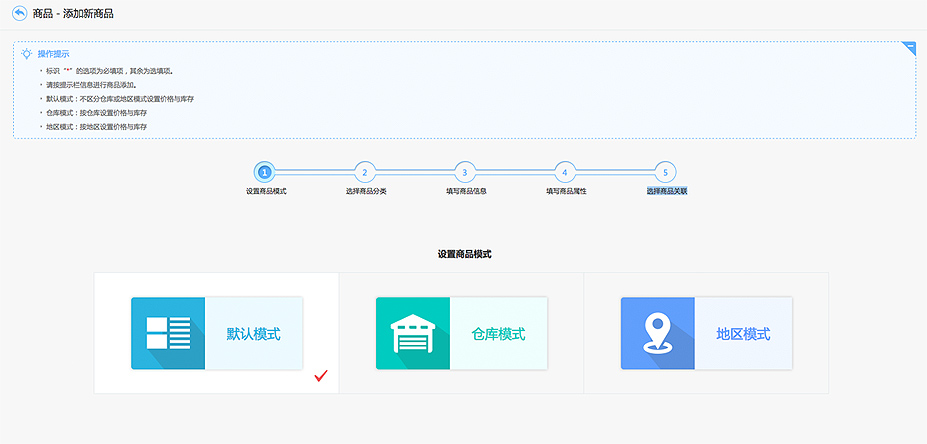 商品 - 添加新商品
操作提示
• 标识“*”的选项为必填项，其余为选填项。
• 请按提示栏信息进行商品添加。
• 默认模式：不区分仓库或地区模式设置价格与库存
• 仓库模式：按仓库设置价格与库存
• 地区模式：按地区设置价格与库存
1 2 3 4 5
设置商品模式 选择商品分类 填写商品信息 填写商品属性 选择商品关联
设置商品模式
默认模式 仓库模式 地区模式